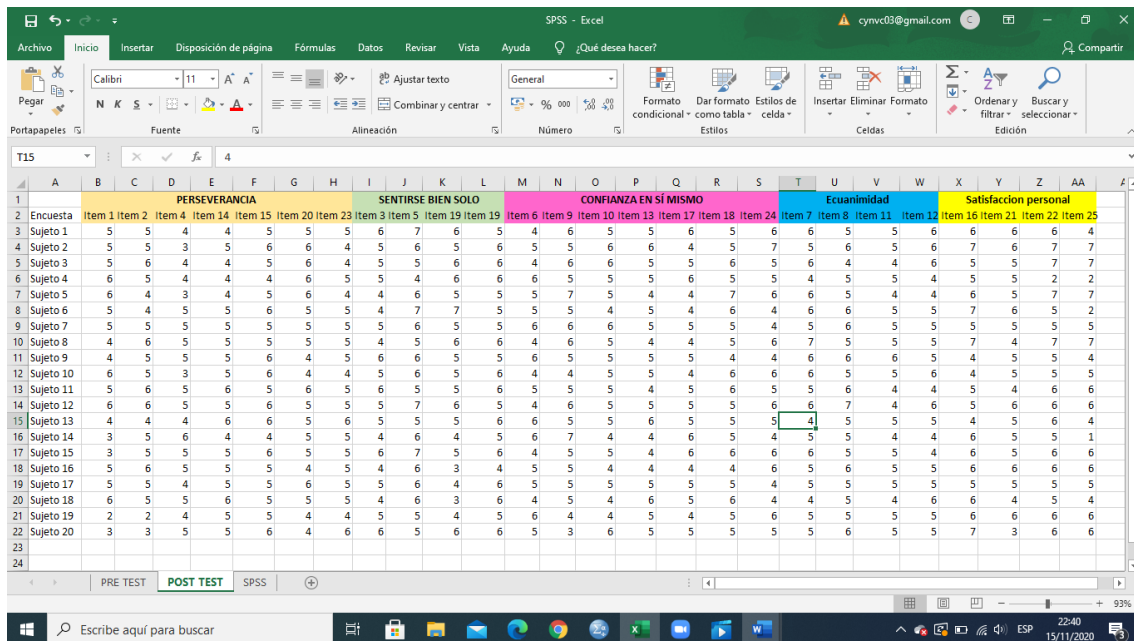 SPSS - Excel cynvc03@gmail.com C
Archivo Inicio Insertar Disposición de página Fórmulas Datos Revisar Vista Ayuda ¿Qué desea hacer? Compartir
Pegar Calibri 11 A A Ajustar texto General Formato condicional Dar formato como tabla Estilos de celda Insertar Eliminar Formato Ordenar y filtrar Buscar y seleccionar
N K S A Combinar y centrar % 000
Portapapeles Fuente Alineación Número Estilos Celdas Edición
T15 fx 4
A B C D E F G H I J K L M N O P Q R S T U V W X Y Z AA
1 PERSEVERANCIA SENTIRSE BIEN SOLO CONFIANZA EN SÍ MISMO Ecuanimidad Satisfaccion personal
2 Encuesta Item 1 Item 2 Item 4 Item 14 Item 15 Item 20 Item 23 Item 3 Item 5 Item 19 Item 19 Item 6 Item 9 Item 10 Item 13 Item 17 Item 18 Item 24 Item 7 Item 8 Item 11 Item 12 Item 16 Item 21 Item 22 Item 25
3 Sujeto 1 5 5 4 4 5 5 5 6 7 6 5 4 6 5 5 6 5 6 6 5 5 6 6 6 6 4
4 Sujeto 2 5 5 3 5 6 6 4 5 6 5 6 5 5 6 6 4 5 7 5 6 5 6 7 6 7 7
5 Sujeto 3 5 6 4 4 5 6 4 5 5 6 6 4 6 6 5 5 6 5 6 4 4 6 5 5 7 7
6 Sujeto 4 6 5 4 4 4 6 5 5 4 6 6 6 5 5 5 6 5 5 4 5 5 4 5 5 2 2
7 Sujeto 5 6 4 3 4 5 6 4 4 6 5 5 5 7 5 4 4 7 6 6 5 4 4 6 5 7 7
8 Sujeto 6 5 4 5 5 6 5 5 4 7 7 5 5 5 4 5 4 6 4 6 6 5 5 7 6 5 2
9 Sujeto 7 5 5 5 5 5 5 5 5 6 5 5 6 6 6 5 5 5 4 5 6 5 5 5 5 5 5
10 Sujeto 8 4 6 5 5 5 5 5 4 5 6 6 4 6 5 4 4 5 6 7 5 5 5 7 4 7 7
11 Sujeto 9 4 5 5 5 6 4 5 6 6 5 5 6 5 5 5 5 4 4 6 6 6 5 4 5 5 4
12 Sujeto 10 6 5 3 5 6 4 4 5 6 5 6 4 4 5 5 4 6 6 6 5 5 6 4 5 5 5
13 Sujeto 11 5 6 5 6 5 6 5 6 5 5 6 5 5 5 4 5 6 5 5 6 4 4 5 4 6 6
14 Sujeto 12 6 6 5 5 6 5 5 5 7 6 5 4 6 5 5 5 5 6 6 7 4 6 5 6 6 6
15 Sujeto 13 4 4 4 6 6 5 6 5 5 5 6 6 5 5 6 5 5 5 4 5 5 5 4 5 6 4
16 Sujeto 14 3 5 6 4 4 5 5 4 6 4 5 6 7 4 4 6 5 4 5 5 4 4 6 5 5 1
17 Sujeto 15 3 5 5 5 6 5 5 6 7 5 6 4 5 4 6 5 6 6 6 5 5 4 6 5 6 6
18 Sujeto 16 5 6 5 5 5 4 5 4 6 3 4 5 5 4 4 4 4 6 5 5 5 5 4 5 5 4
19 Sujeto 17 5 5 4 5 6 5 5 5 6 4 6 5 5 5 5 5 5 4 5 5 5 5 5 5 5 5
20 Sujeto 18 6 5 5 6 5 5 5 4 6 3 6 4 5 4 6 5 6 4 4 5 4 6 6 4 5 4
21 Sujeto 19 2 2 4 5 5 4 4 5 5 4 5 6 4 4 5 4 5 6 5 5 5 5 6 6 6 6
22 Sujeto 20 3 3 5 5 6 4 6 6 5 6 6 5 3 6 5 5 5 5 5 6 5 5 7 3 6 6
23
24
PRE TEST POST TEST SPSS
93%
Escribe aquí para buscar ESP 22:40
15/11/2020